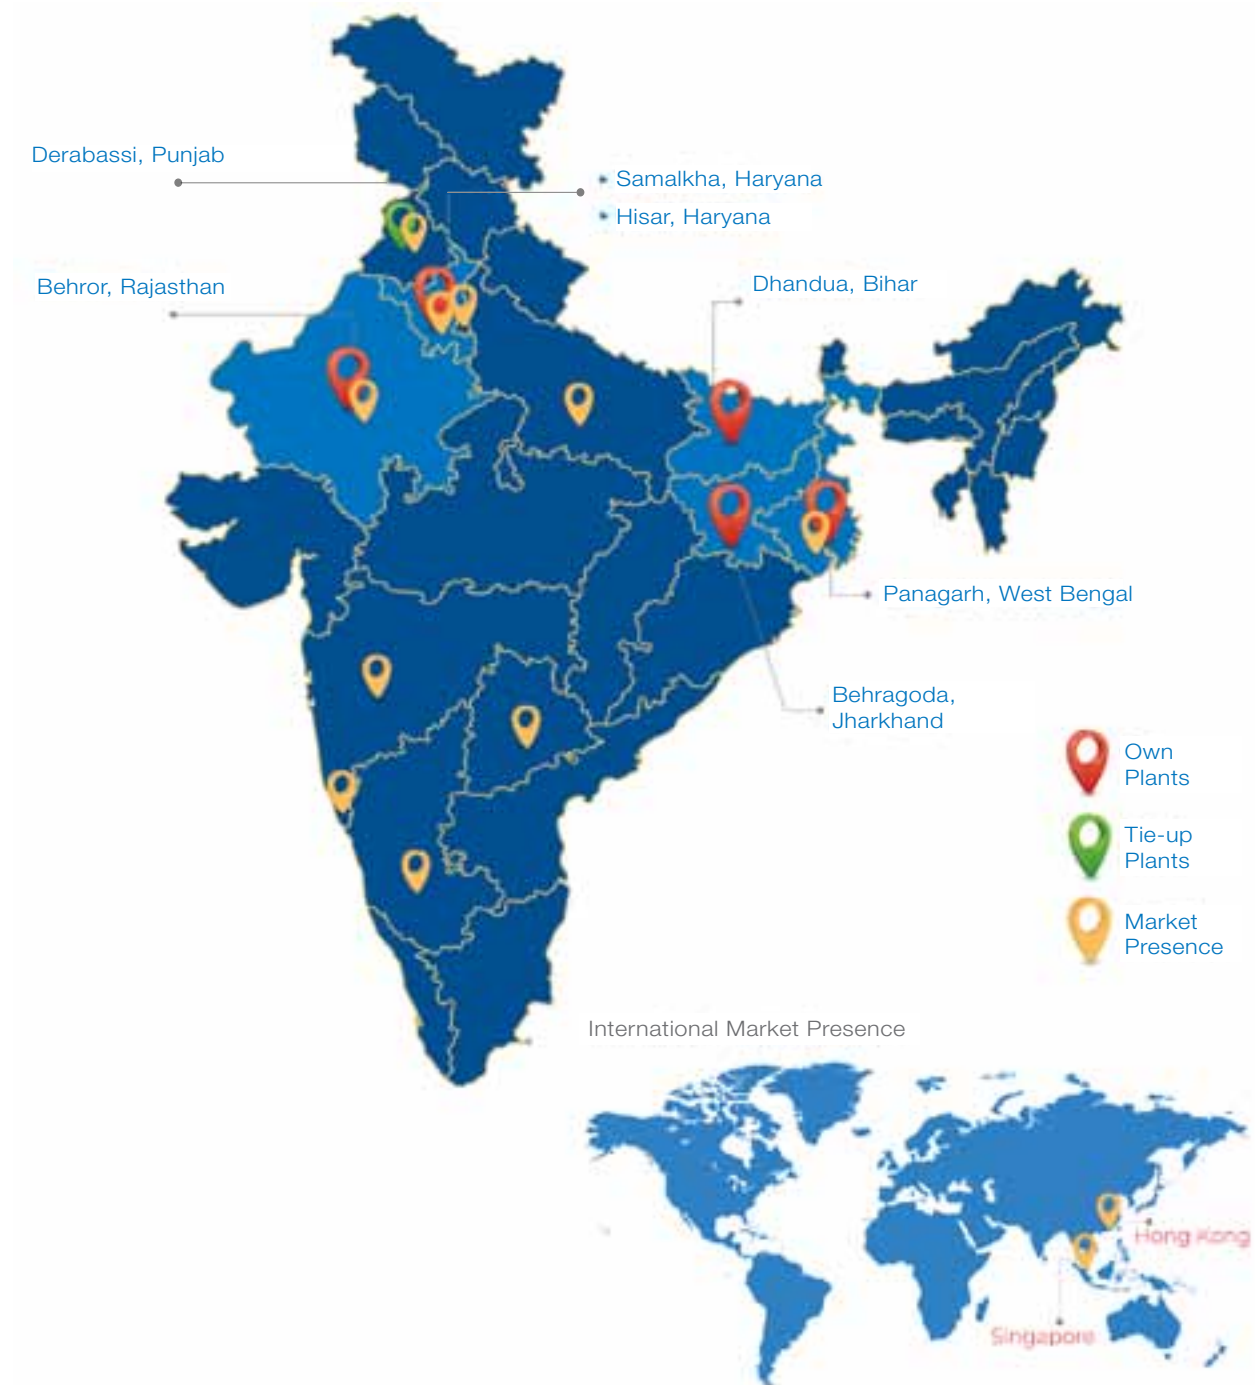 Derabassi, Punjab
Samalkha, Haryana
Hisar, Haryana
Behror, Rajasthan
Dhandua, Bihar
Panagarh, West Bengal
Behragoda,
Jharkhand
Own
Plants
Tie-up
Plants
Market
Presence
International Market Presence
Hong Kong
Singapore